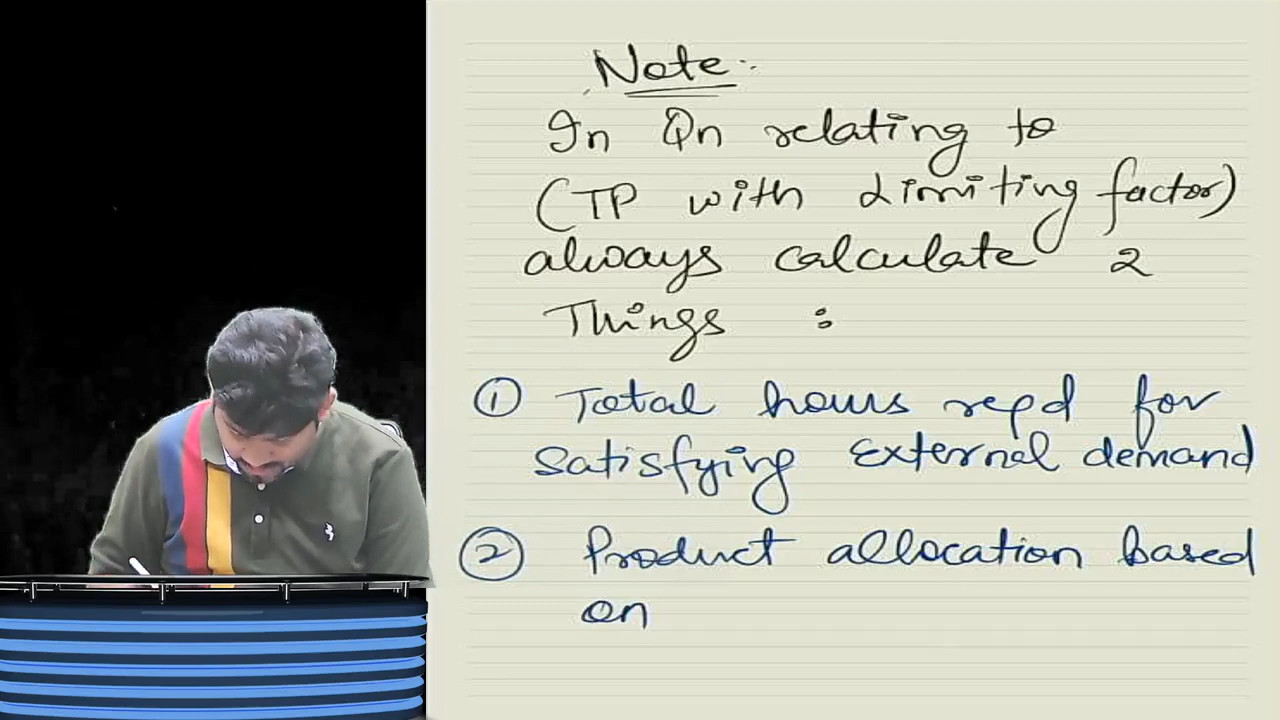 Note:
In Qn relating to
(TP with Limiting factor)
always calculate 2
Things :
① Total hours reqd for
satisfying External demand
② Product allocation based
on